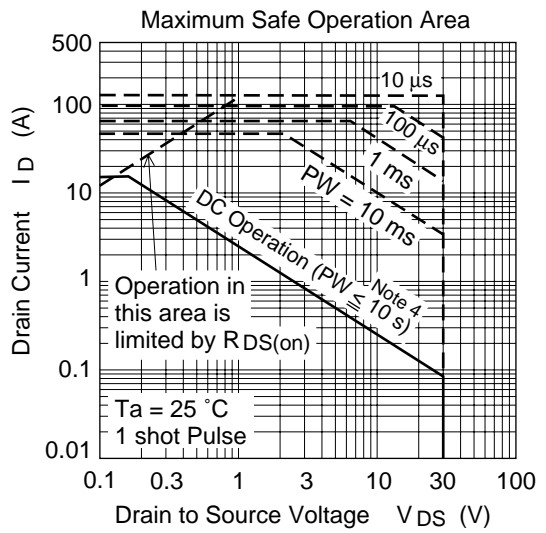 Maximum Safe Operation Area
500
100
10
1
0.1
0.01
Drain Current I D (A)
10 μs
100 μs
1 ms
PW = 10 ms
DC Operation (PW ≦ 10 s)
Note 4
Operation in
this area is
limited by R DS(on)
Ta = 25 ˚C
1 shot Pulse
0.1 0.3 1 3 10 30 100
Drain to Source Voltage V DS (V)